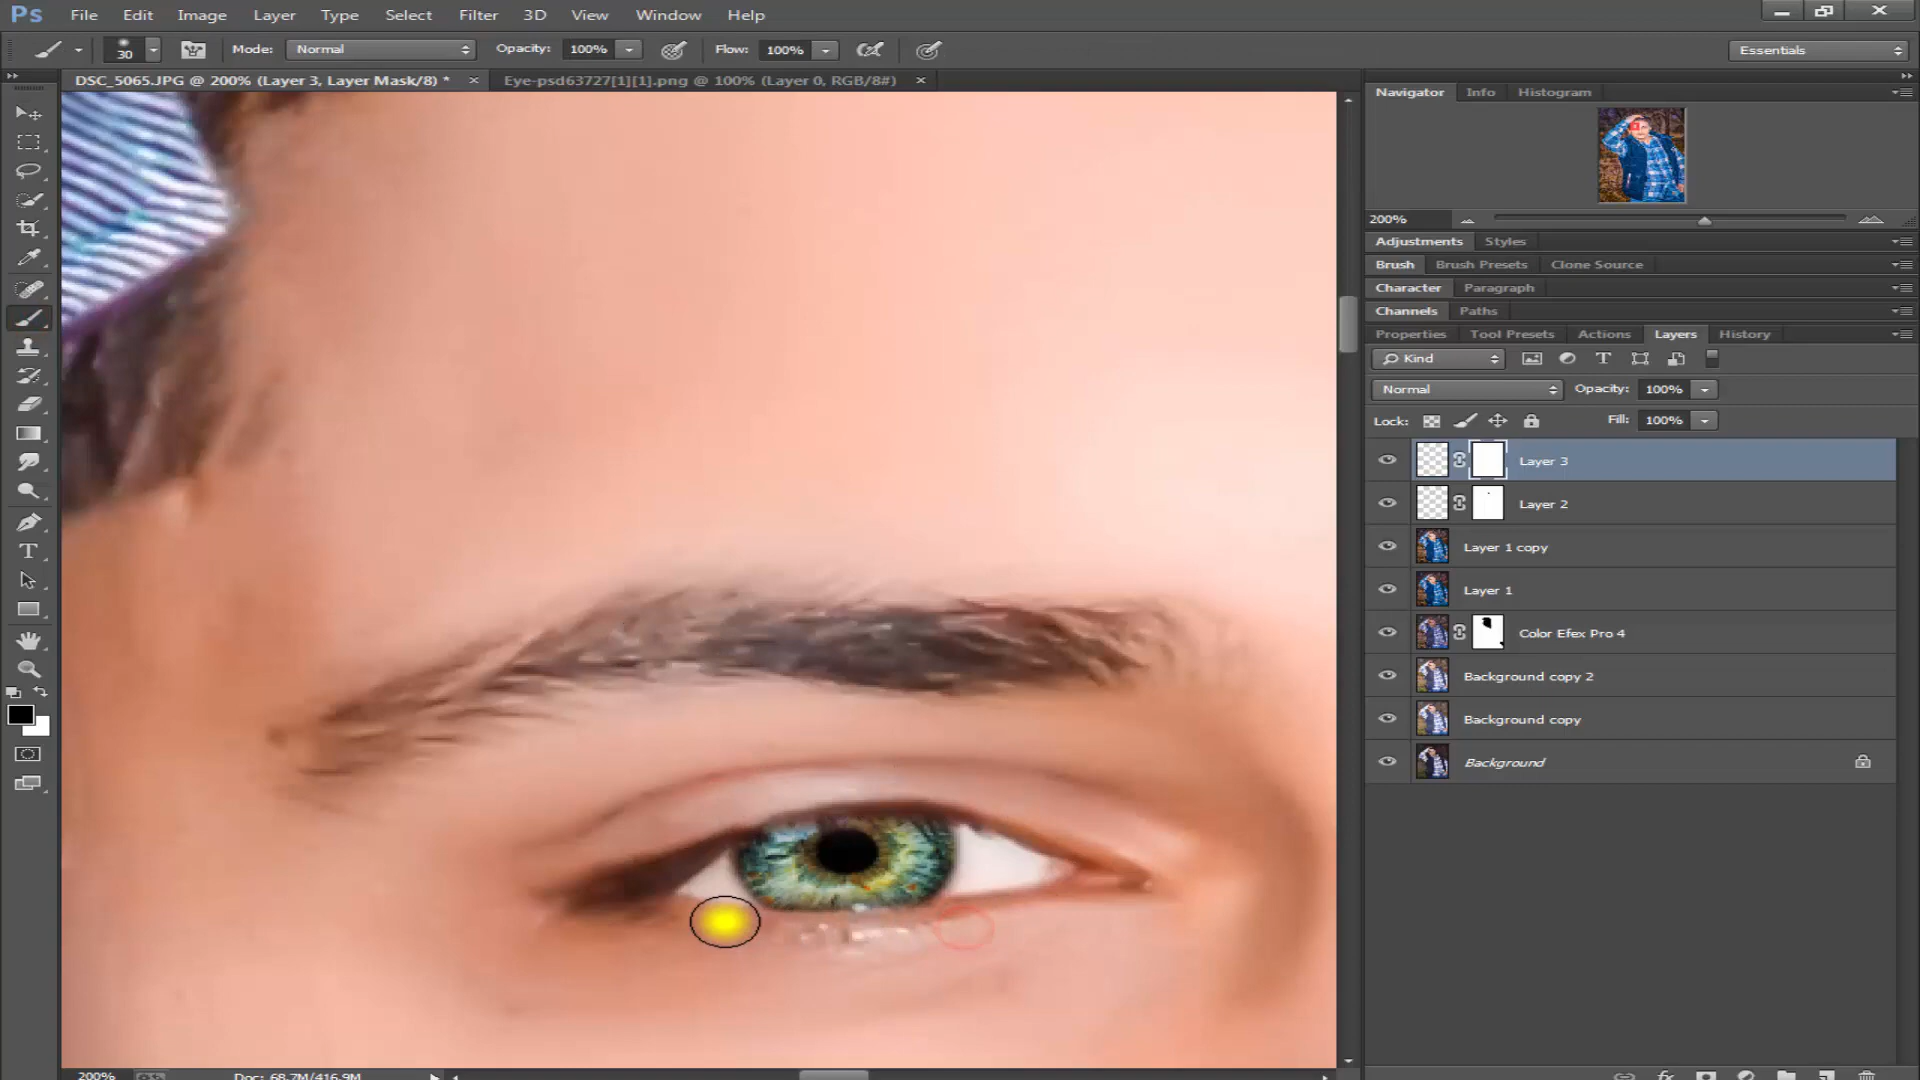 Ps File Edit Image Layer Type Select Filter 3D View Window Help
30 Mode: Normal Opacity: 100% Flow: 100% Essentials
DSC_5065.JPG @ 200% (Layer 3, Layer Mask/8) * Eye-psd63727[1][1].png @ 100% (Layer 0, RGB/8#)
Navigator Info Histogram
200%
Adjustments Styles
Brush Brush Presets Clone Source
Character Paragraph
Channels Paths
Properties Tool Presets Actions Layers History
Kind
Normal Opacity: 100%
Lock: Fill: 100%
Layer 3
Layer 2
Layer 1 copy
Layer 1
Color Efex Pro 4
Background copy 2
Background copy
Background
200% Doc: 68.7M/416.9M